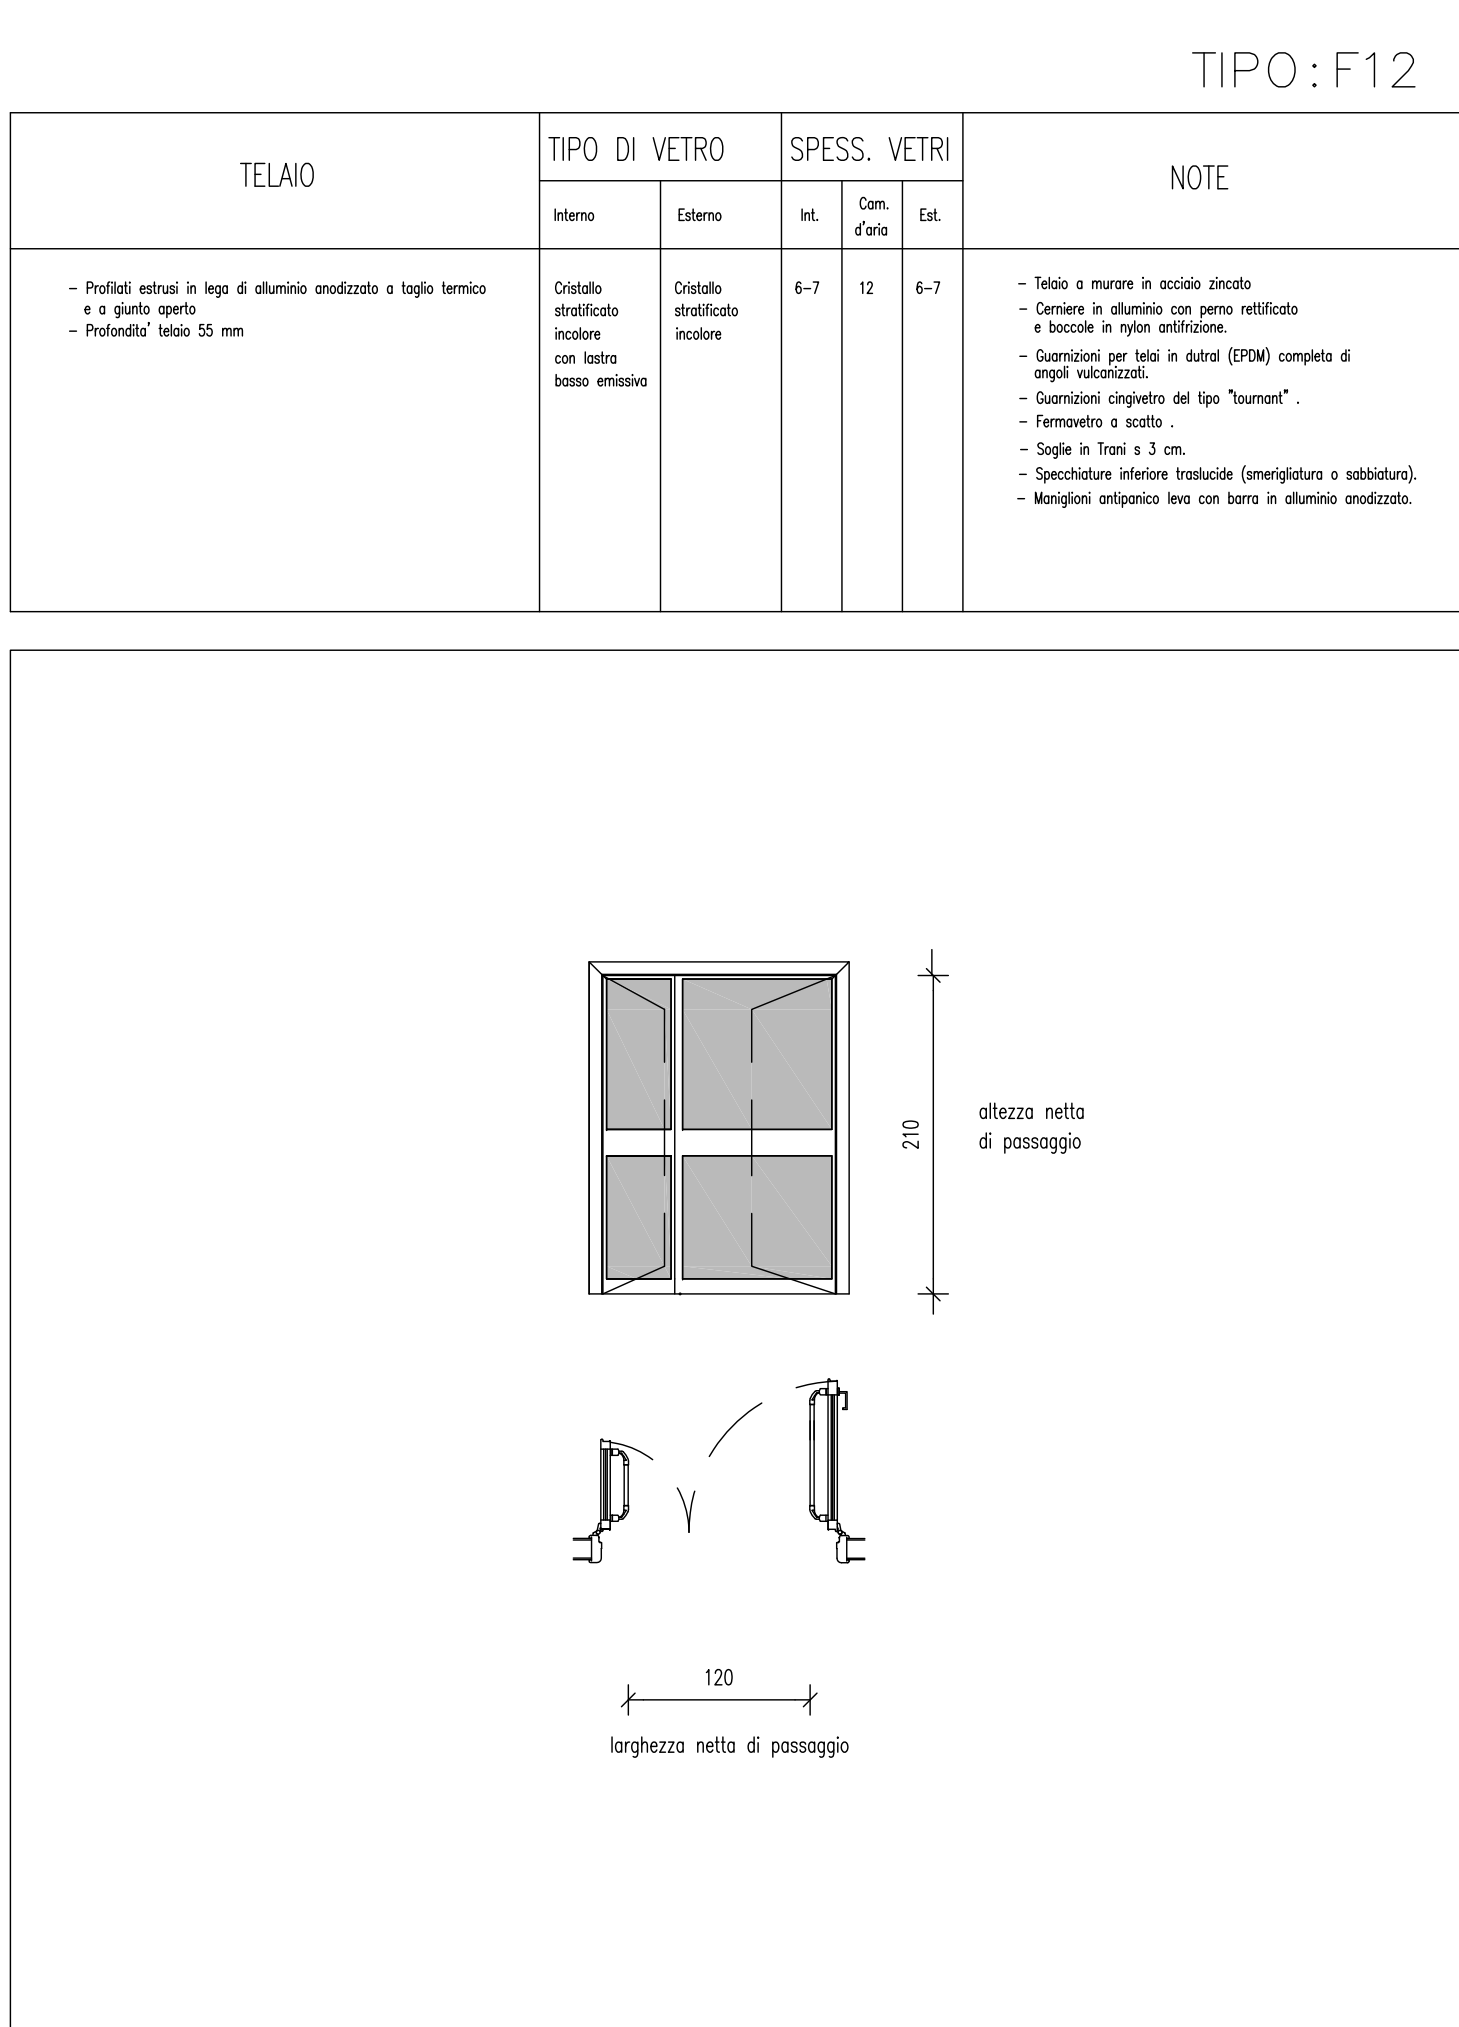 TIPO: F12
TELAIO
TIPO DI VETRO
SPESS. VETRI
NOTE
Interno
Esterno
Int.
Cam.
d'aria
Est.
– Profilati estrusi in lega di alluminio anodizzato a taglio termico
e a giunto aperto
– Profondita' telaio 55 mm
Cristallo
stratificato
incolore
con lastra
basso emissiva
Cristallo
stratificato
incolore
6–7
12
6–7
– Telaio a murare in acciaio zincato
– Cerniere in alluminio con perno rettificato
e boccole in nylon antifrizione.
– Guarnizioni per telai in dutral (EPDM) completa di
angoli vulcanizzati.
– Guarnizioni cingivetro del tipo "tournant" .
– Fermavetro a scatto .
– Soglie in Trani s 3 cm.
– Specchiature inferiore traslucide (smerigliatura o sabbiatura).
– Maniglioni antipanico leva con barra in alluminio anodizzato.
210
altezza netta
di passaggio
120
larghezza netta di passaggio